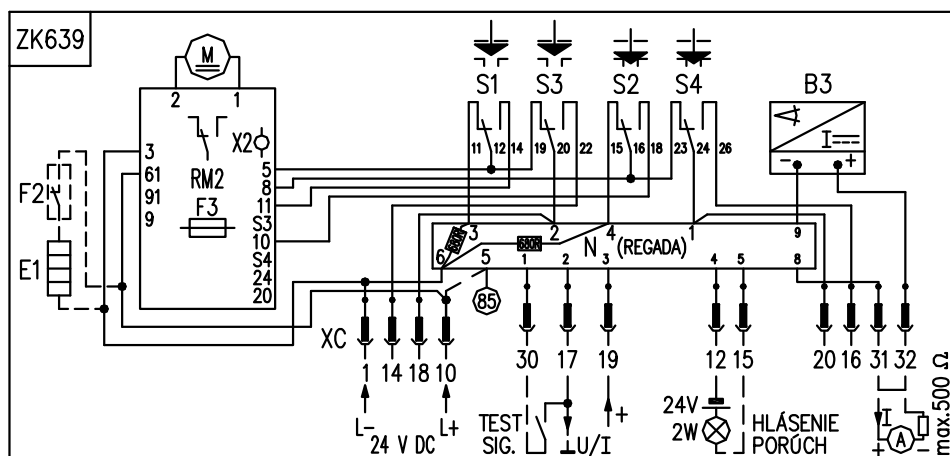 ZK639
M
2 1
S1 S3 S2 S4 B3
X2
3
61
91
9
RM2
F3
5
8
11
S3
10
S4
24
20
F2
E1
11 12 14 19 20 22 15 16 18 23 24 26
I
- +
680R 3 2 680R 4 1 9
N (REGADA)
6 5 1 2 3 4 5 8
85
XC
1 14 18 10 30 17 19 12 15 20 16 31 32
L- L+
24 V DC
TEST
SIG.
U/I
+
24V
2W
HLÁSENIE
PORÚCH
I
A
+ -
max.500 Ω